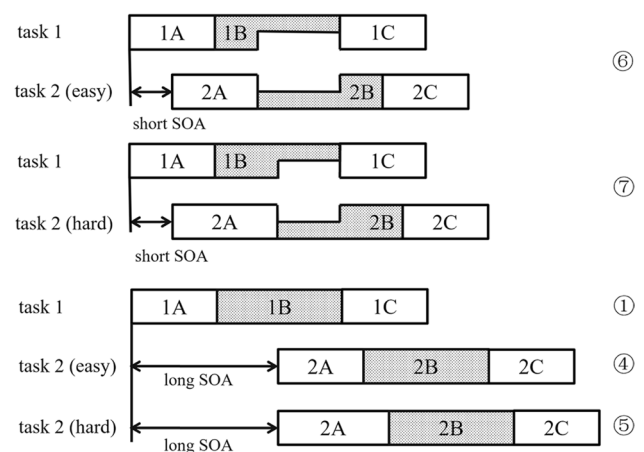 task 1 1A 1B 1C
⑥
task 2 (easy) 2A 2B 2C
short SOA
task 1 1A 1B 1C
⑦
task 2 (hard) 2A 2B 2C
short SOA
task 1 1A 1B 1C ①
task 2 (easy) 2A 2B 2C ④
long SOA
task 2 (hard) 2A 2B 2C ⑤
long SOA